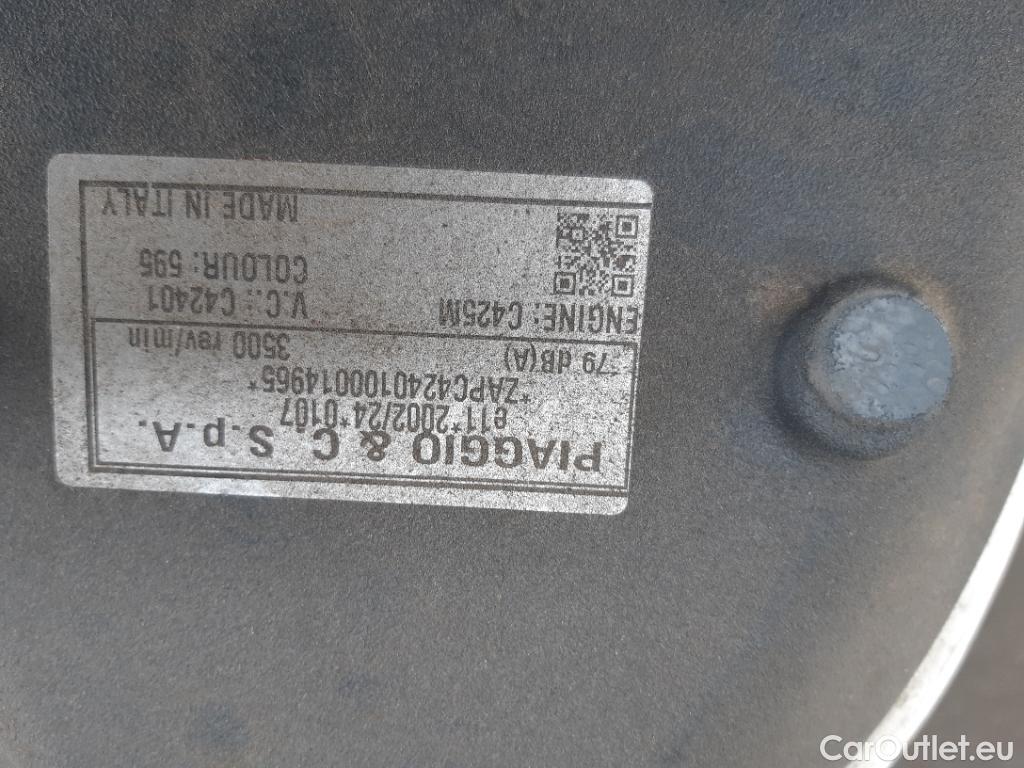 PIAGGIO & C. S.p.A.
e11*2002/24*0107
*ZAPC4240100014965*
79 dB(A) 3500 rev/min
ENGINE: C425M V.C.: C42401
COLOUR: 595
MADE IN ITALY
CarOutlet.eu